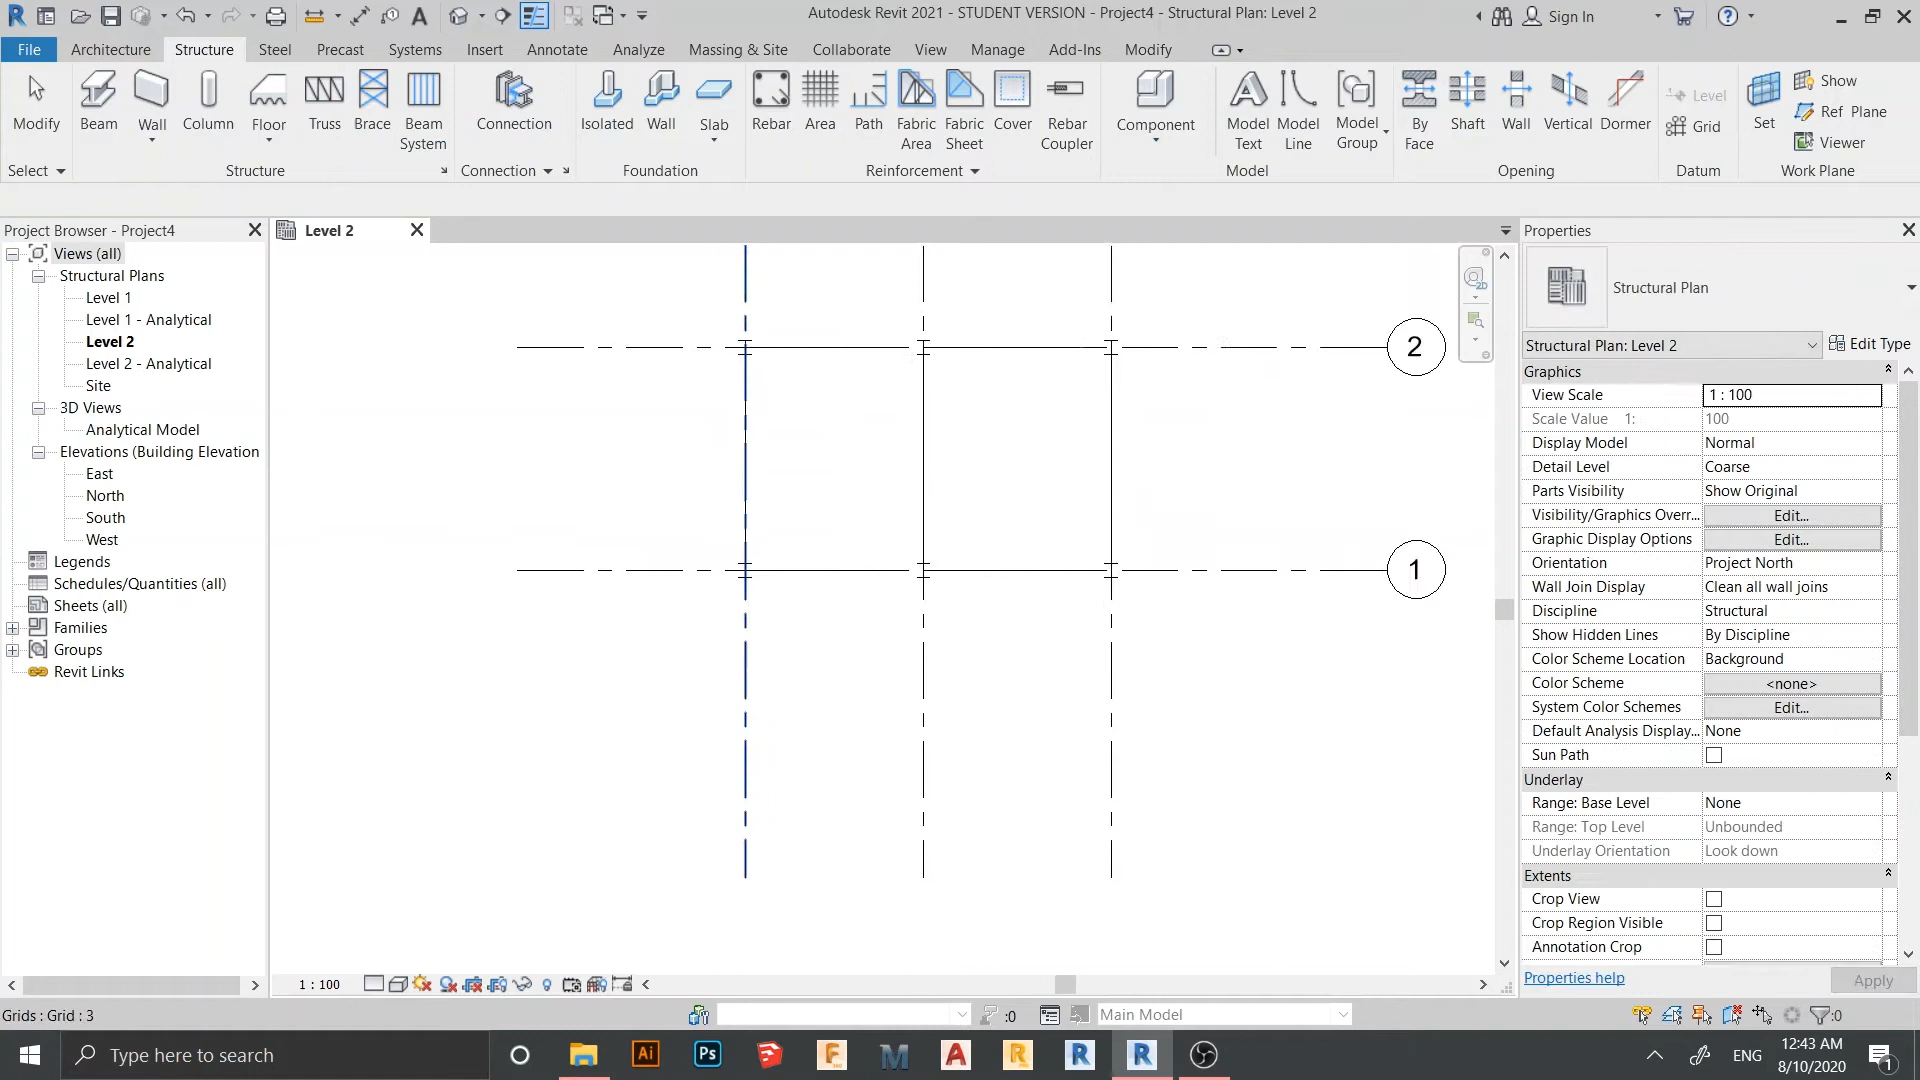 Autodesk Revit 2021 - STUDENT VERSION - Project4 - Structural Plan: Level 2
Sign In
File Architecture Structure Steel Precast Systems Insert Annotate Analyze Massing & Site Collaborate View Manage Add-Ins Modify
Modify Beam Wall Column Floor Truss Brace Beam System Connection Isolated Wall Slab Rebar Area Path Fabric Area Fabric Sheet Cover Rebar Coupler Component Model Text Model Line Model Group By Face Shaft Wall Vertical Dormer Level Grid Set Show Ref Plane Viewer
Select Structure Connection Foundation Reinforcement Model Opening Datum Work Plane
Project Browser - Project4
Views (all)
Structural Plans
Level 1
Level 1 - Analytical
Level 2
Level 2 - Analytical
Site
3D Views
Analytical Model
Elevations (Building Elevation
East
North
South
West
Legends
Schedules/Quantities (all)
Sheets (all)
Families
Groups
Revit Links
Level 2
2D
2
1
Properties
Structural Plan
Structural Plan: Level 2 Edit Type
Graphics
View Scale 1 : 100
Scale Value 1: 100
Display Model Normal
Detail Level Coarse
Parts Visibility Show Original
Visibility/Graphics Overr... Edit...
Graphic Display Options Edit...
Orientation Project North
Wall Join Display Clean all wall joins
Discipline Structural
Show Hidden Lines By Discipline
Color Scheme Location Background
Color Scheme <none>
System Color Schemes Edit...
Default Analysis Display... None
Sun Path
Underlay
Range: Base Level None
Range: Top Level Unbounded
Underlay Orientation Look down
Extents
Crop View
Crop Region Visible
Annotation Crop
Properties help Apply
1 : 100
Grids : Grid : 3 :0 Main Model :0
Type here to search
Ai Ps ENG 12:43 AM
8/10/2020
1